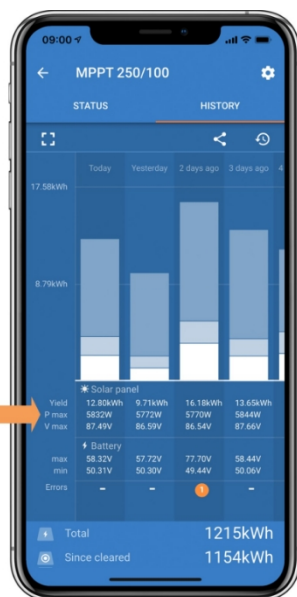 09:00
MPPT 250/100
STATUS HISTORY
Today Yesterday 2 days ago 3 days ago 4
17.58kWh
8.79kWh
Solar panel
Yield 12.80kWh 9.71kWh 16.18kWh 13.65kWh
P max 5832W 5772W 5770W 5844W
V max 87.49V 86.59V 86.54V 87.66V
Battery
max 58.32V 57.72V 77.70V 58.44V
min 50.31V 50.30V 49.44V 50.06V
Errors - - 1 -
Total 1215kWh
Since cleared 1154kWh